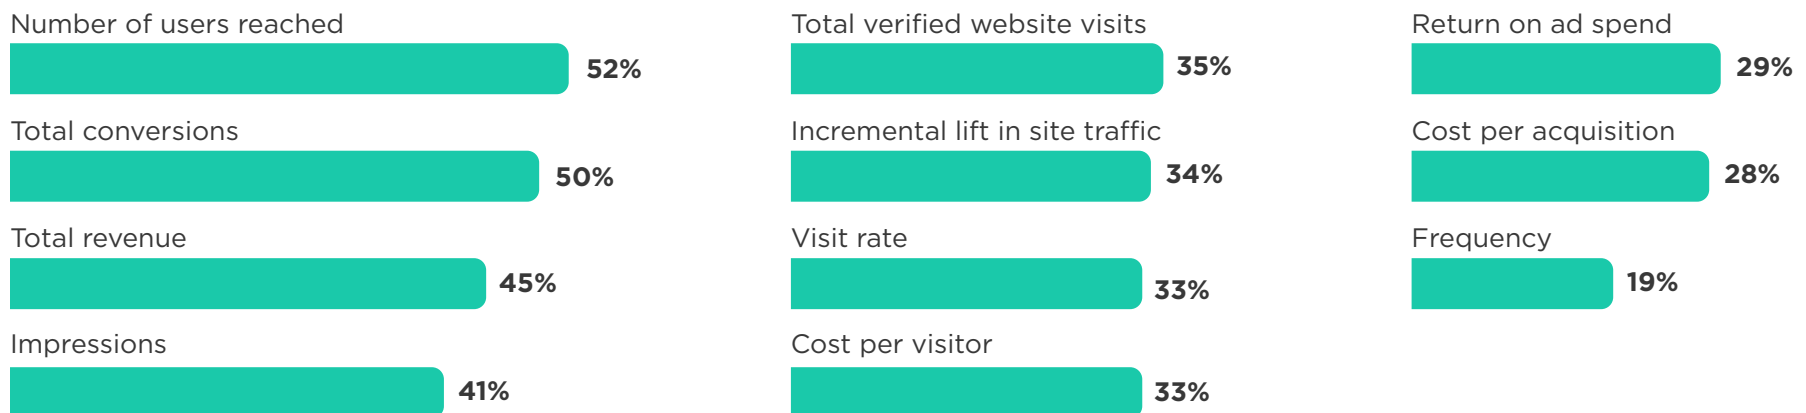 Number of users reached
52%
Total conversions
50%
Total revenue
45%
Impressions
41%
Total verified website visits
35%
Incremental lift in site traffic
34%
Visit rate
33%
Cost per visitor
33%
Return on ad spend
29%
Cost per acquisition
28%
Frequency
19%